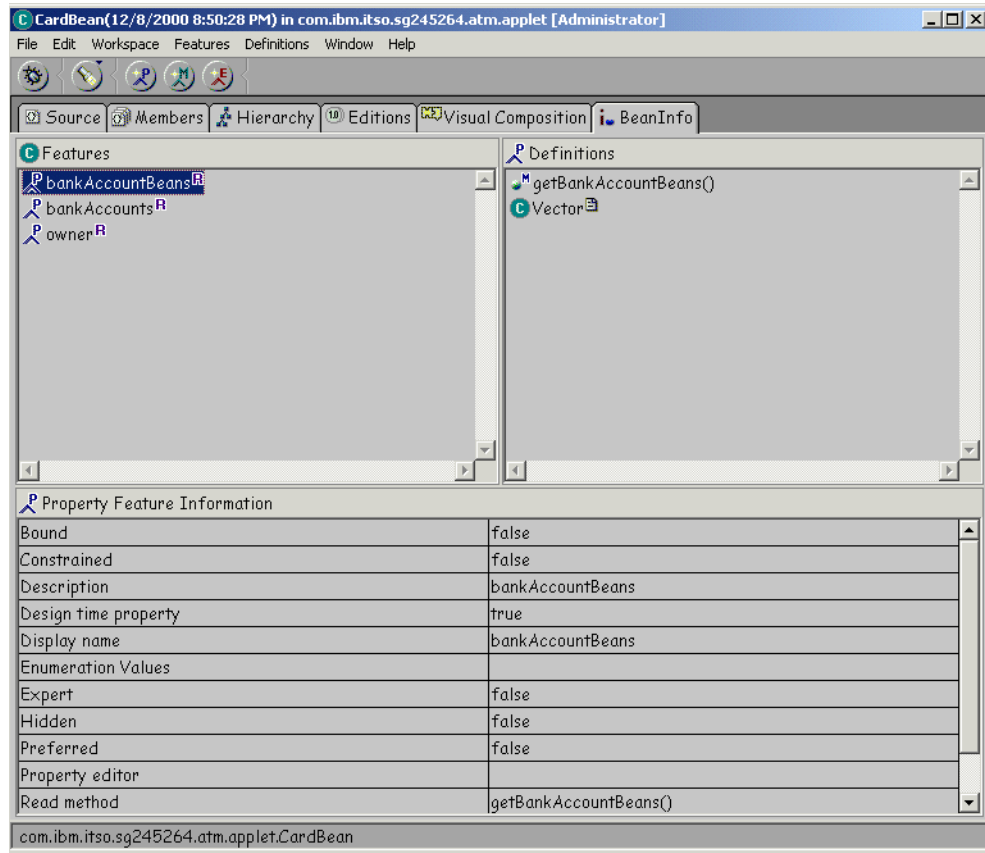 CardBean(12/8/2000 8:50:28 PM) in com.ibm.itso.sg245264.atm.applet [Administrator]
File Edit Workspace Features Definitions Window Help
P M E
Source Members Hierarchy Editions Visual Composition BeanInfo
Features
bankAccountBeans R
bankAccounts R
owner R
Definitions
getBankAccountBeans()
Vector
Property Feature Information
Bound false
Constrained false
Description bankAccountBeans
Design time property true
Display name bankAccountBeans
Enumeration Values
Expert false
Hidden false
Preferred false
Property editor
Read method getBankAccountBeans()
com.ibm.itso.sg245264.atm.applet.CardBean